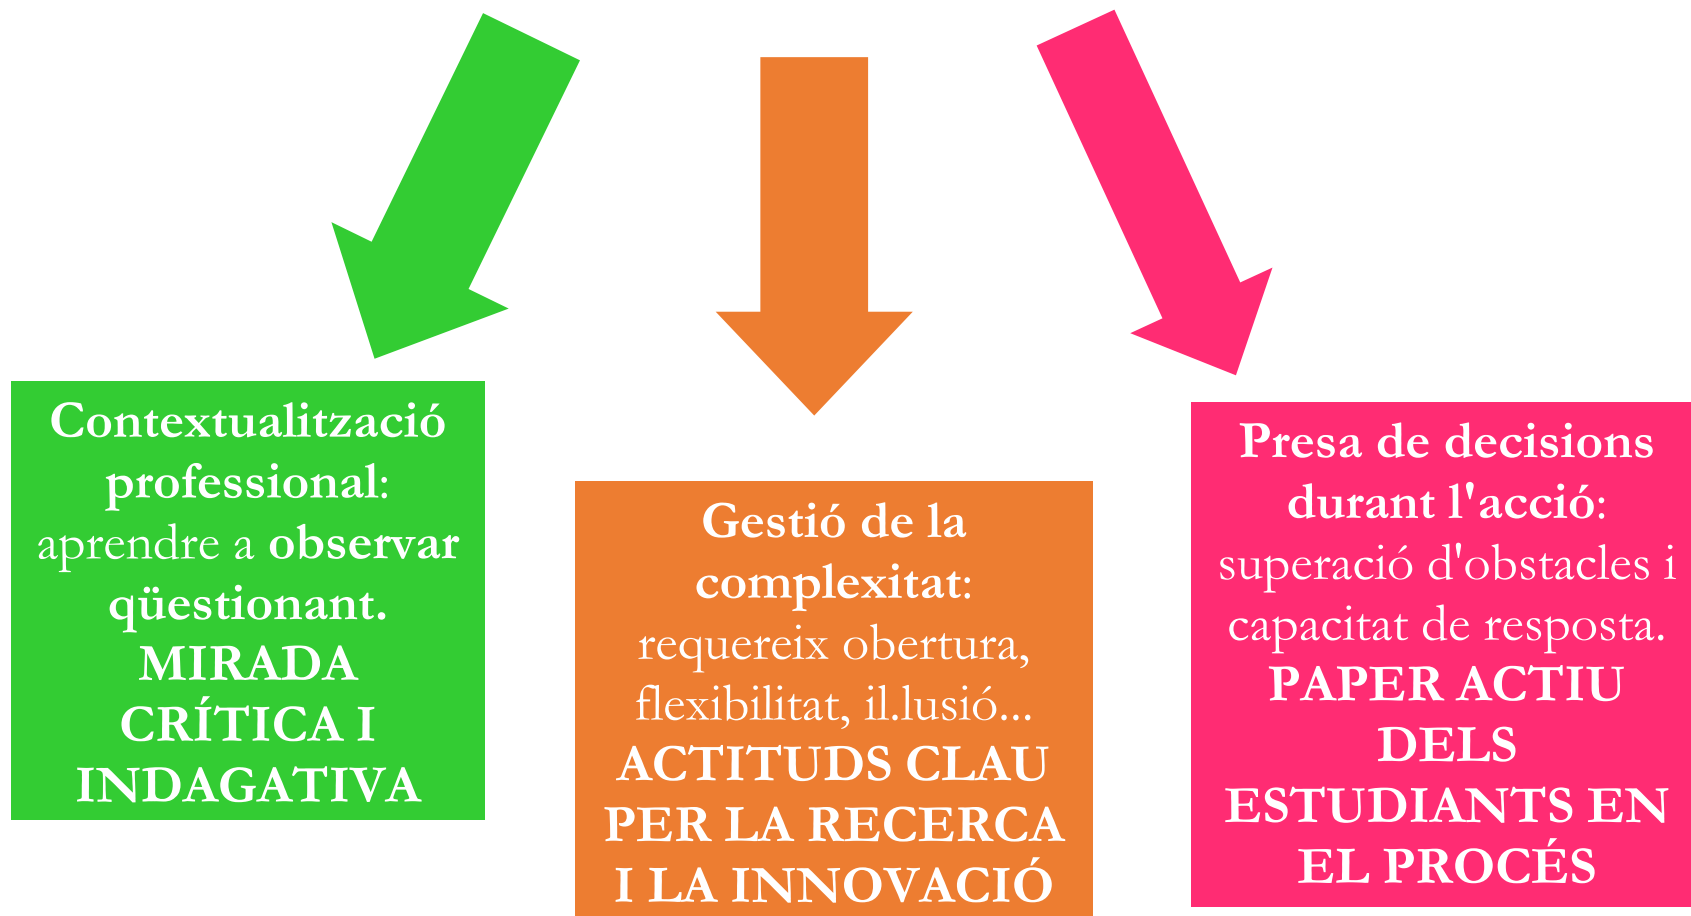 Contextualització
professional:
aprendre a observar
qüestionant.
MIRADA
CRÍTICA I
INDAGATIVA
Gestió de la
complexitat:
requereix obertura,
flexibilitat, il.lusió...
ACTITUDS CLAU
PER LA RECERCA
I LA INNOVACIÓ
Presa de decisions
durant l'acció:
superació d'obstacles i
capacitat de resposta.
PAPER ACTIU
DELS
ESTUDIANTS EN
EL PROCÉS